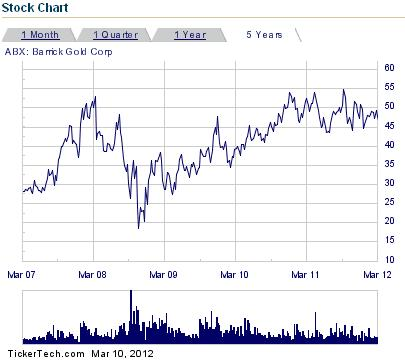 Stock Chart
1 Month 1 Quarter 1 Year 5 Years
ABX: Barrick Gold Corp
60
55
50
45
40
35
30
25
20
15
10
Mar 07 Mar 08 Mar 09 Mar 10 Mar 11 Mar 12
TickerTech.com Mar 10, 2012